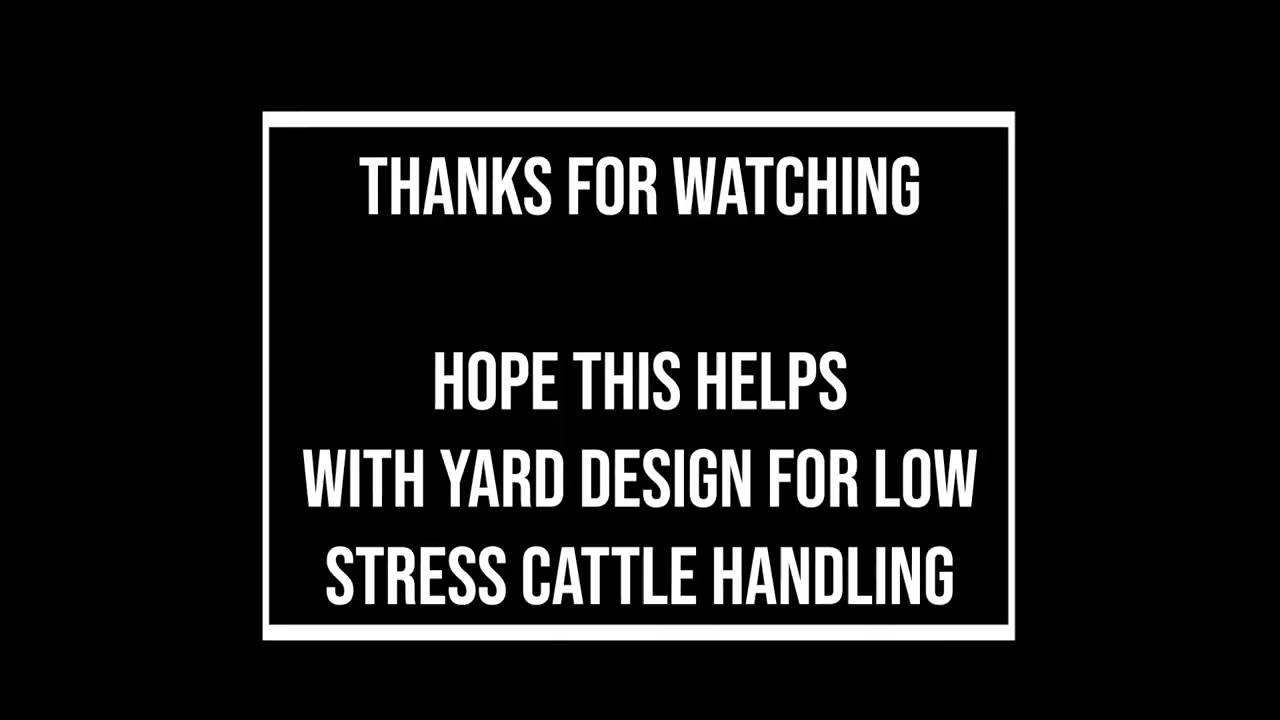 THANKS FOR WATCHING
HOPE THIS HELPS
WITH YARD DESIGN FOR LOW
STRESS CATTLE HANDLING